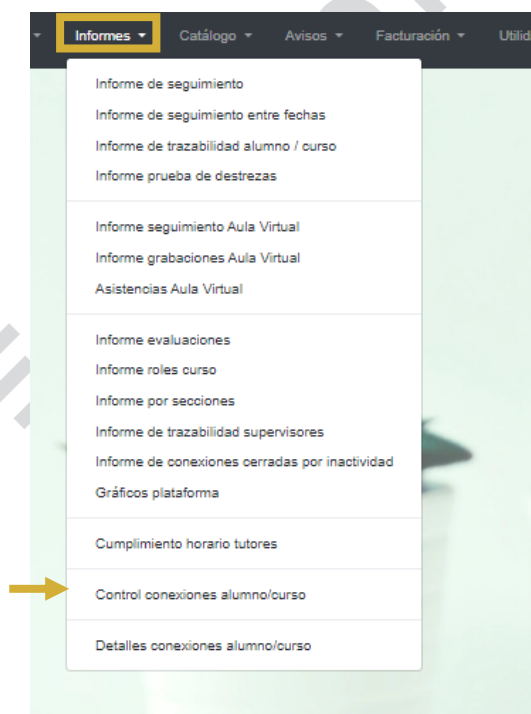 Informes Catálogo Avisos Facturación Utilid
Informe de seguimiento
Informe de seguimiento entre fechas
Informe de trazabilidad alumno / curso
Informe prueba de destrezas
Informe seguimiento Aula Virtual
Informe grabaciones Aula Virtual
Asistencias Aula Virtual
Informe evaluaciones
Informe roles curso
Informe por secciones
Informe de trazabilidad supervisores
Informe de conexiones cerradas por inactividad
Gráficos plataforma
Cumplimiento horario tutores
Control conexiones alumno/curso
Detalles conexiones alumno/curso